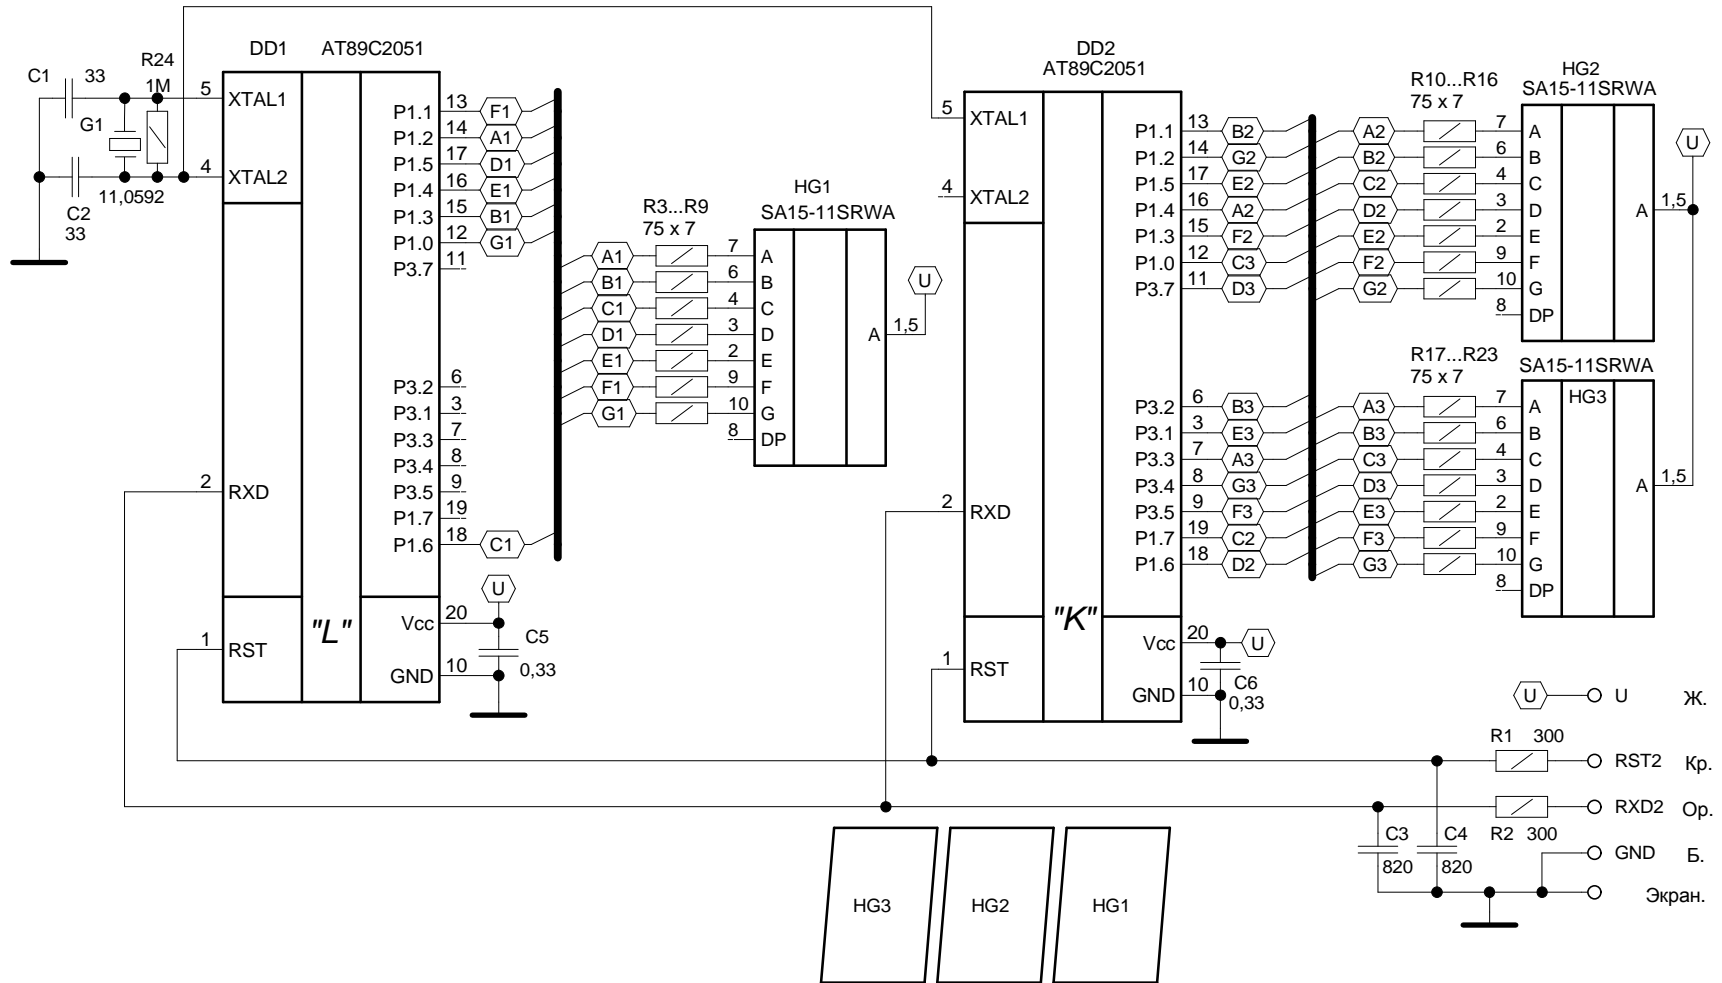 DD1 AT89C2051
C1 33
R24
1M
G1
11,0592
C2
33
5 XTAL1
4 XTAL2
2 RXD
1 RST
"L"
P1.1 13 F1
P1.2 14 A1
P1.5 17 D1
P1.4 16 E1
P1.3 15 B1
P1.0 12 G1
P3.7 11
P3.2 6
P3.1 3
P3.3 7
P3.4 8
P3.5 9
P1.7 19
P1.6 18 C1
Vcc 20
GND 10
U
C5
0,33
R3...R9
75 x 7
HG1
SA15-11SRWA
A1 7 A
B1 6 B
C1 4 C
D1 3 D
E1 2 E
F1 9 F
G1 10 G
8 DP
A 1,5
U
DD2
AT89C2051
5 XTAL1
4 XTAL2
2 RXD
1 RST
"K"
P1.1 13 B2
P1.2 14 G2
P1.5 17 E2
P1.4 16 A2
P1.3 15 F2
P1.0 12 C3
P3.7 11 D3
P3.2 6 B3
P3.1 3 E3
P3.3 7 A3
P3.4 8 G3
P3.5 9 F3
P1.7 19 C2
P1.6 18 D2
Vcc 20 U
GND 10
C6
0,33
R10...R16
75 x 7
HG2
SA15-11SRWA
A2 7 A
B2 6 B
C2 4 C
D2 3 D
E2 2 E
F2 9 F
G2 10 G
8 DP
A 1,5
U
R17...R23
75 x 7
SA15-11SRWA
HG3
A3 7 A
B3 6 B
C3 4 C
D3 3 D
E3 2 E
F3 9 F
G3 10 G
8 DP
A 1,5
U U Ж.
R1 300
RST2 Кр.
RXD2 Ор.
R2 300
C3
820
C4
820
GND Б.
Экран.
HG3 HG2 HG1